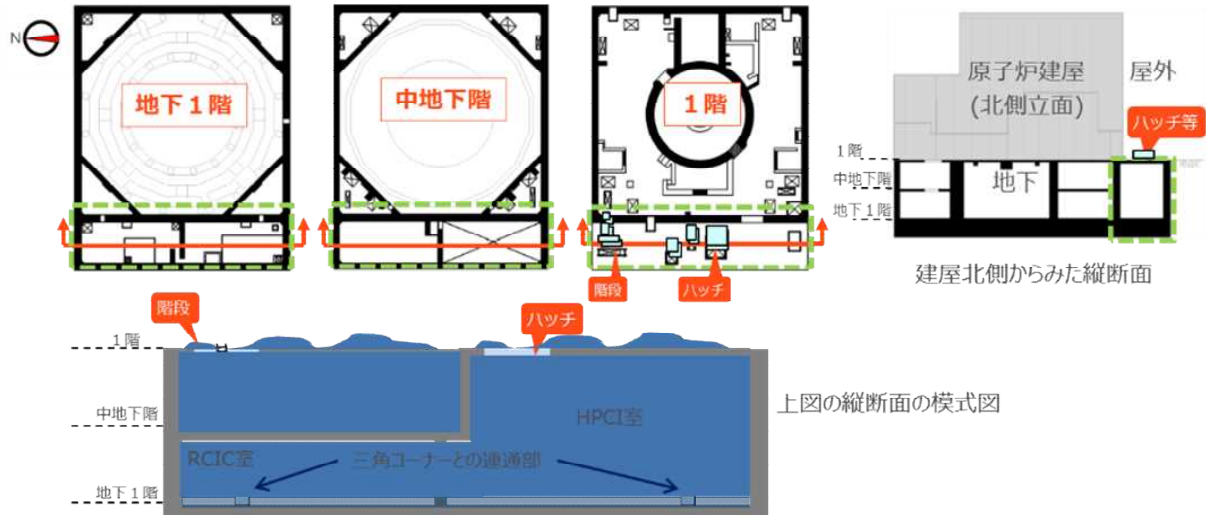 N
地下1階
中地下階
1階
階段
ハッチ
原子炉建屋
(北側立面)
屋外
ハッチ等
1階
中地下階
地下
地下1階
建屋北側からみた縦断面
階段
ハッチ
1階
中地下階
HPCI室
RCIC室
三角コーナーとの連通部
地下1階
上図の縦断面の模式図